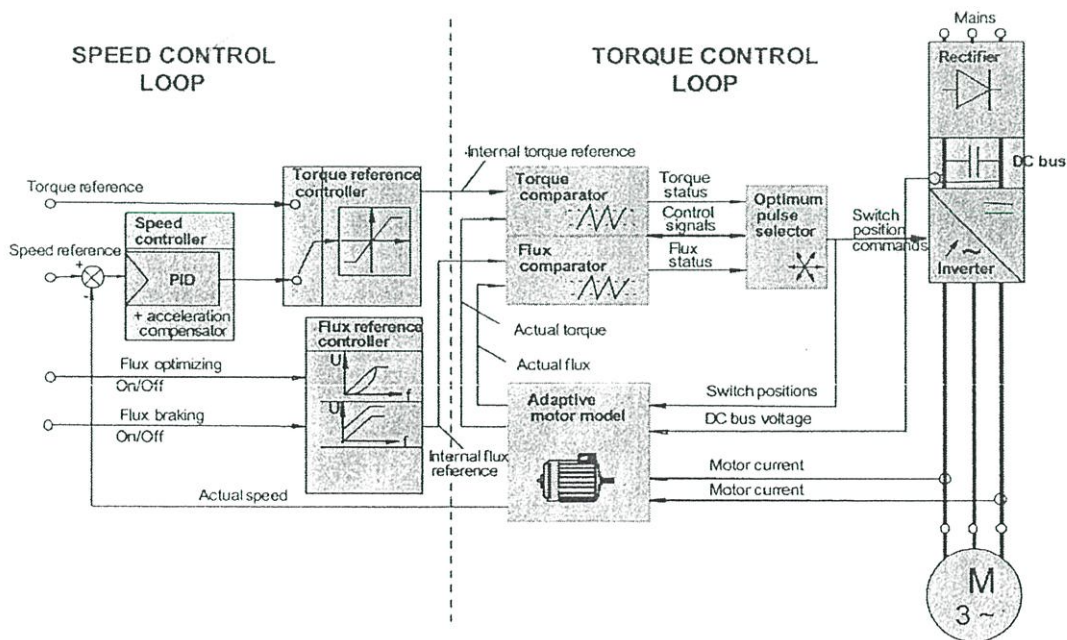 SPEED CONTROL
LOOP
TORQUE CONTROL
LOOP
Mains
Rectifier
DC bus
Internal torque reference
Torque reference
Torque reference
controller
Torque
comparator
Torque
status
Control
signals
Flux
status
Optimum
pulse
selector
Switch
position
commands
Speed
controller
Speed reference
+
-
PID
+ acceleration
compensator
Flux
comparator
~
Inverter
Flux reference
controller
Actual torque
Actual flux
U
f
U
f
Flux optimizing
On/Off
Flux braking
On/Off
Adaptive
motor model
Switch positions
DC bus voltage
Internal flux
reference
Motor current
Motor current
Actual speed
M
3 ~